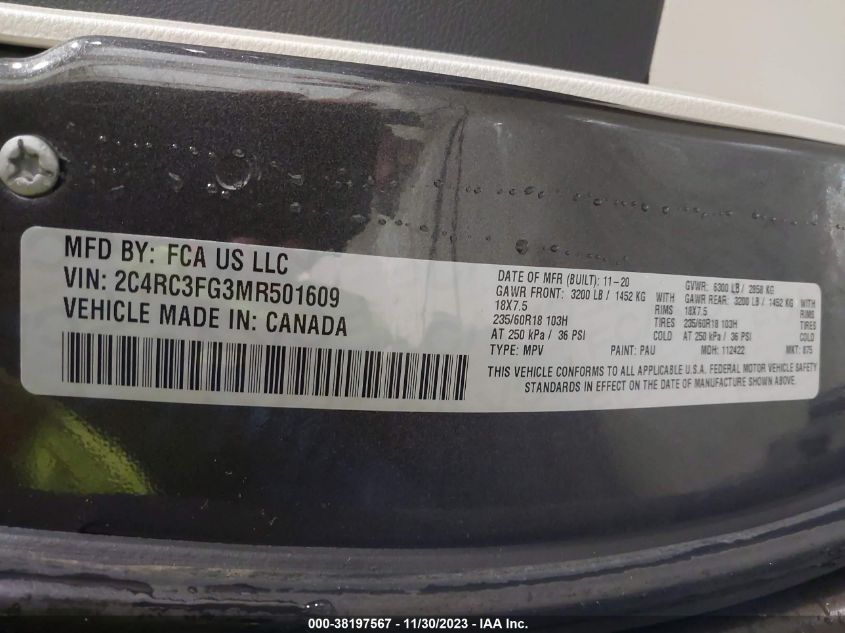 MFD BY: FCA US LLC
VIN: 2C4RC3FG3MR501609
VEHICLE MADE IN: CANADA
DATE OF MFR (BUILT): 11-20 GVWR: 6300 LB / 2858 KG
GAWR FRONT: 3200 LB / 1452 KG WITH GAWR REAR: 3200 LB / 1452 KG WITH
18X7.5 RIMS 18X7.5 RIMS
235/60R18 103H TIRES 235/60R18 103H TIRES
AT 250 kPa / 36 PSI COLD AT 250 kPa / 36 PSI COLD
TYPE: MPV PAINT: PAU MDH: 112422 MKT: 875
THIS VEHICLE CONFORMS TO ALL APPLICABLE U.S.A. FEDERAL MOTOR VEHICLE SAFETY
STANDARDS IN EFFECT ON THE DATE OF MANUFACTURE SHOWN ABOVE.
000-38197567 - 11/30/2023 - IAA Inc.